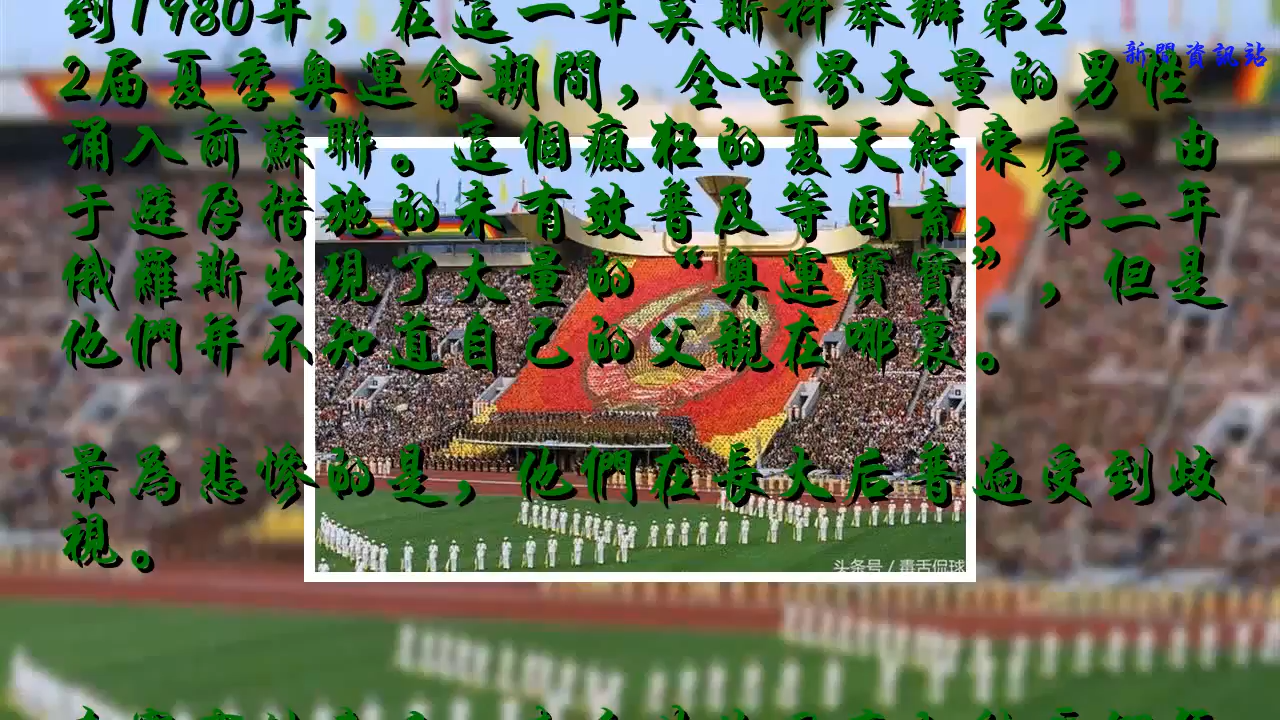 到1980年，在這一年莫斯科舉辦第2
新聞資訊站
2届夏季奧運會期間，全世界大量的男性
涌入前蘇聯。這個瘋狂的夏天結束后，由
于避孕措施的未有效普及等因素，第二年
俄羅斯出現了大量的“奧運寶寶”，但是
他們并不知道自己的父親在哪裏。
最為悲慘的是，他們在長大后普遍受到歧
視。
头条号／毒舌侃球